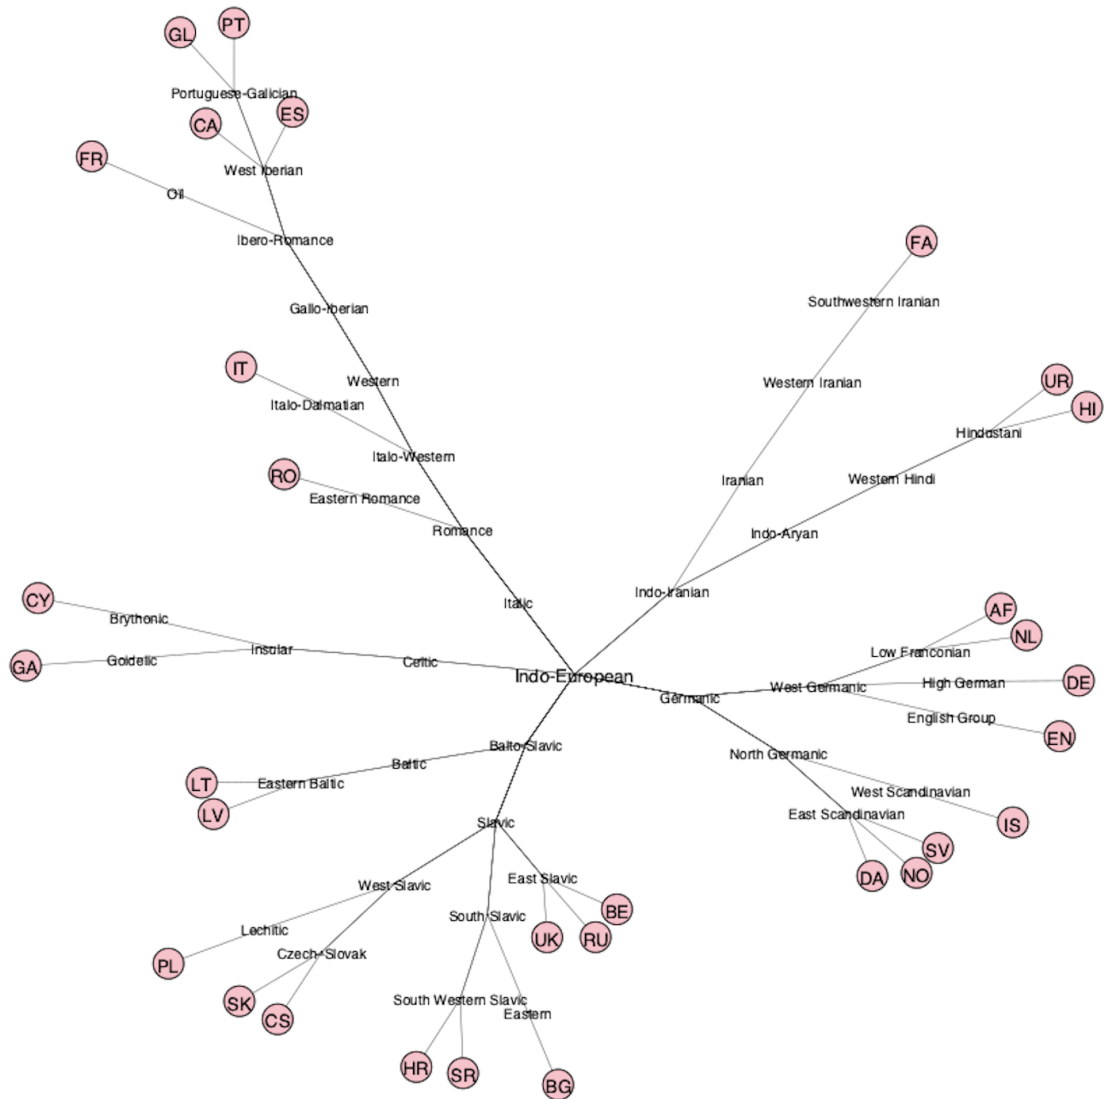 PT
GL
Portuguese-Galician
ES
CA
FR
West Iberian
Oïl
Ibero-Romance
FA
Southwestern Iranian
Gallo-Iberian
IT
Western
Western Iranian
UR
Italo-Dalmatian
HI
Hindustani
Italo-Western
RO
Iranian
Western Hindi
Eastern Romance
Romance
Indo-Aryan
Indo-Iranian
CY
Italic
AF
Brythonic
NL
Insular
Low Franconian
Goidelic
Celtic
GA
Indo-European
DE
High German
West Germanic
Germanic
English Group
EN
Balto-Slavic
North Germanic
Baltic
LT
Eastern Baltic
West Scandinavian
LV
East Scandinavian
Slavic
IS
SV
NO
DA
East Slavic
West Slavic
BE
South Slavic
Lechitic
UK
RU
Czech-Slovak
PL
SK
South Western Slavic
Eastern
CS
HR
SR
BG